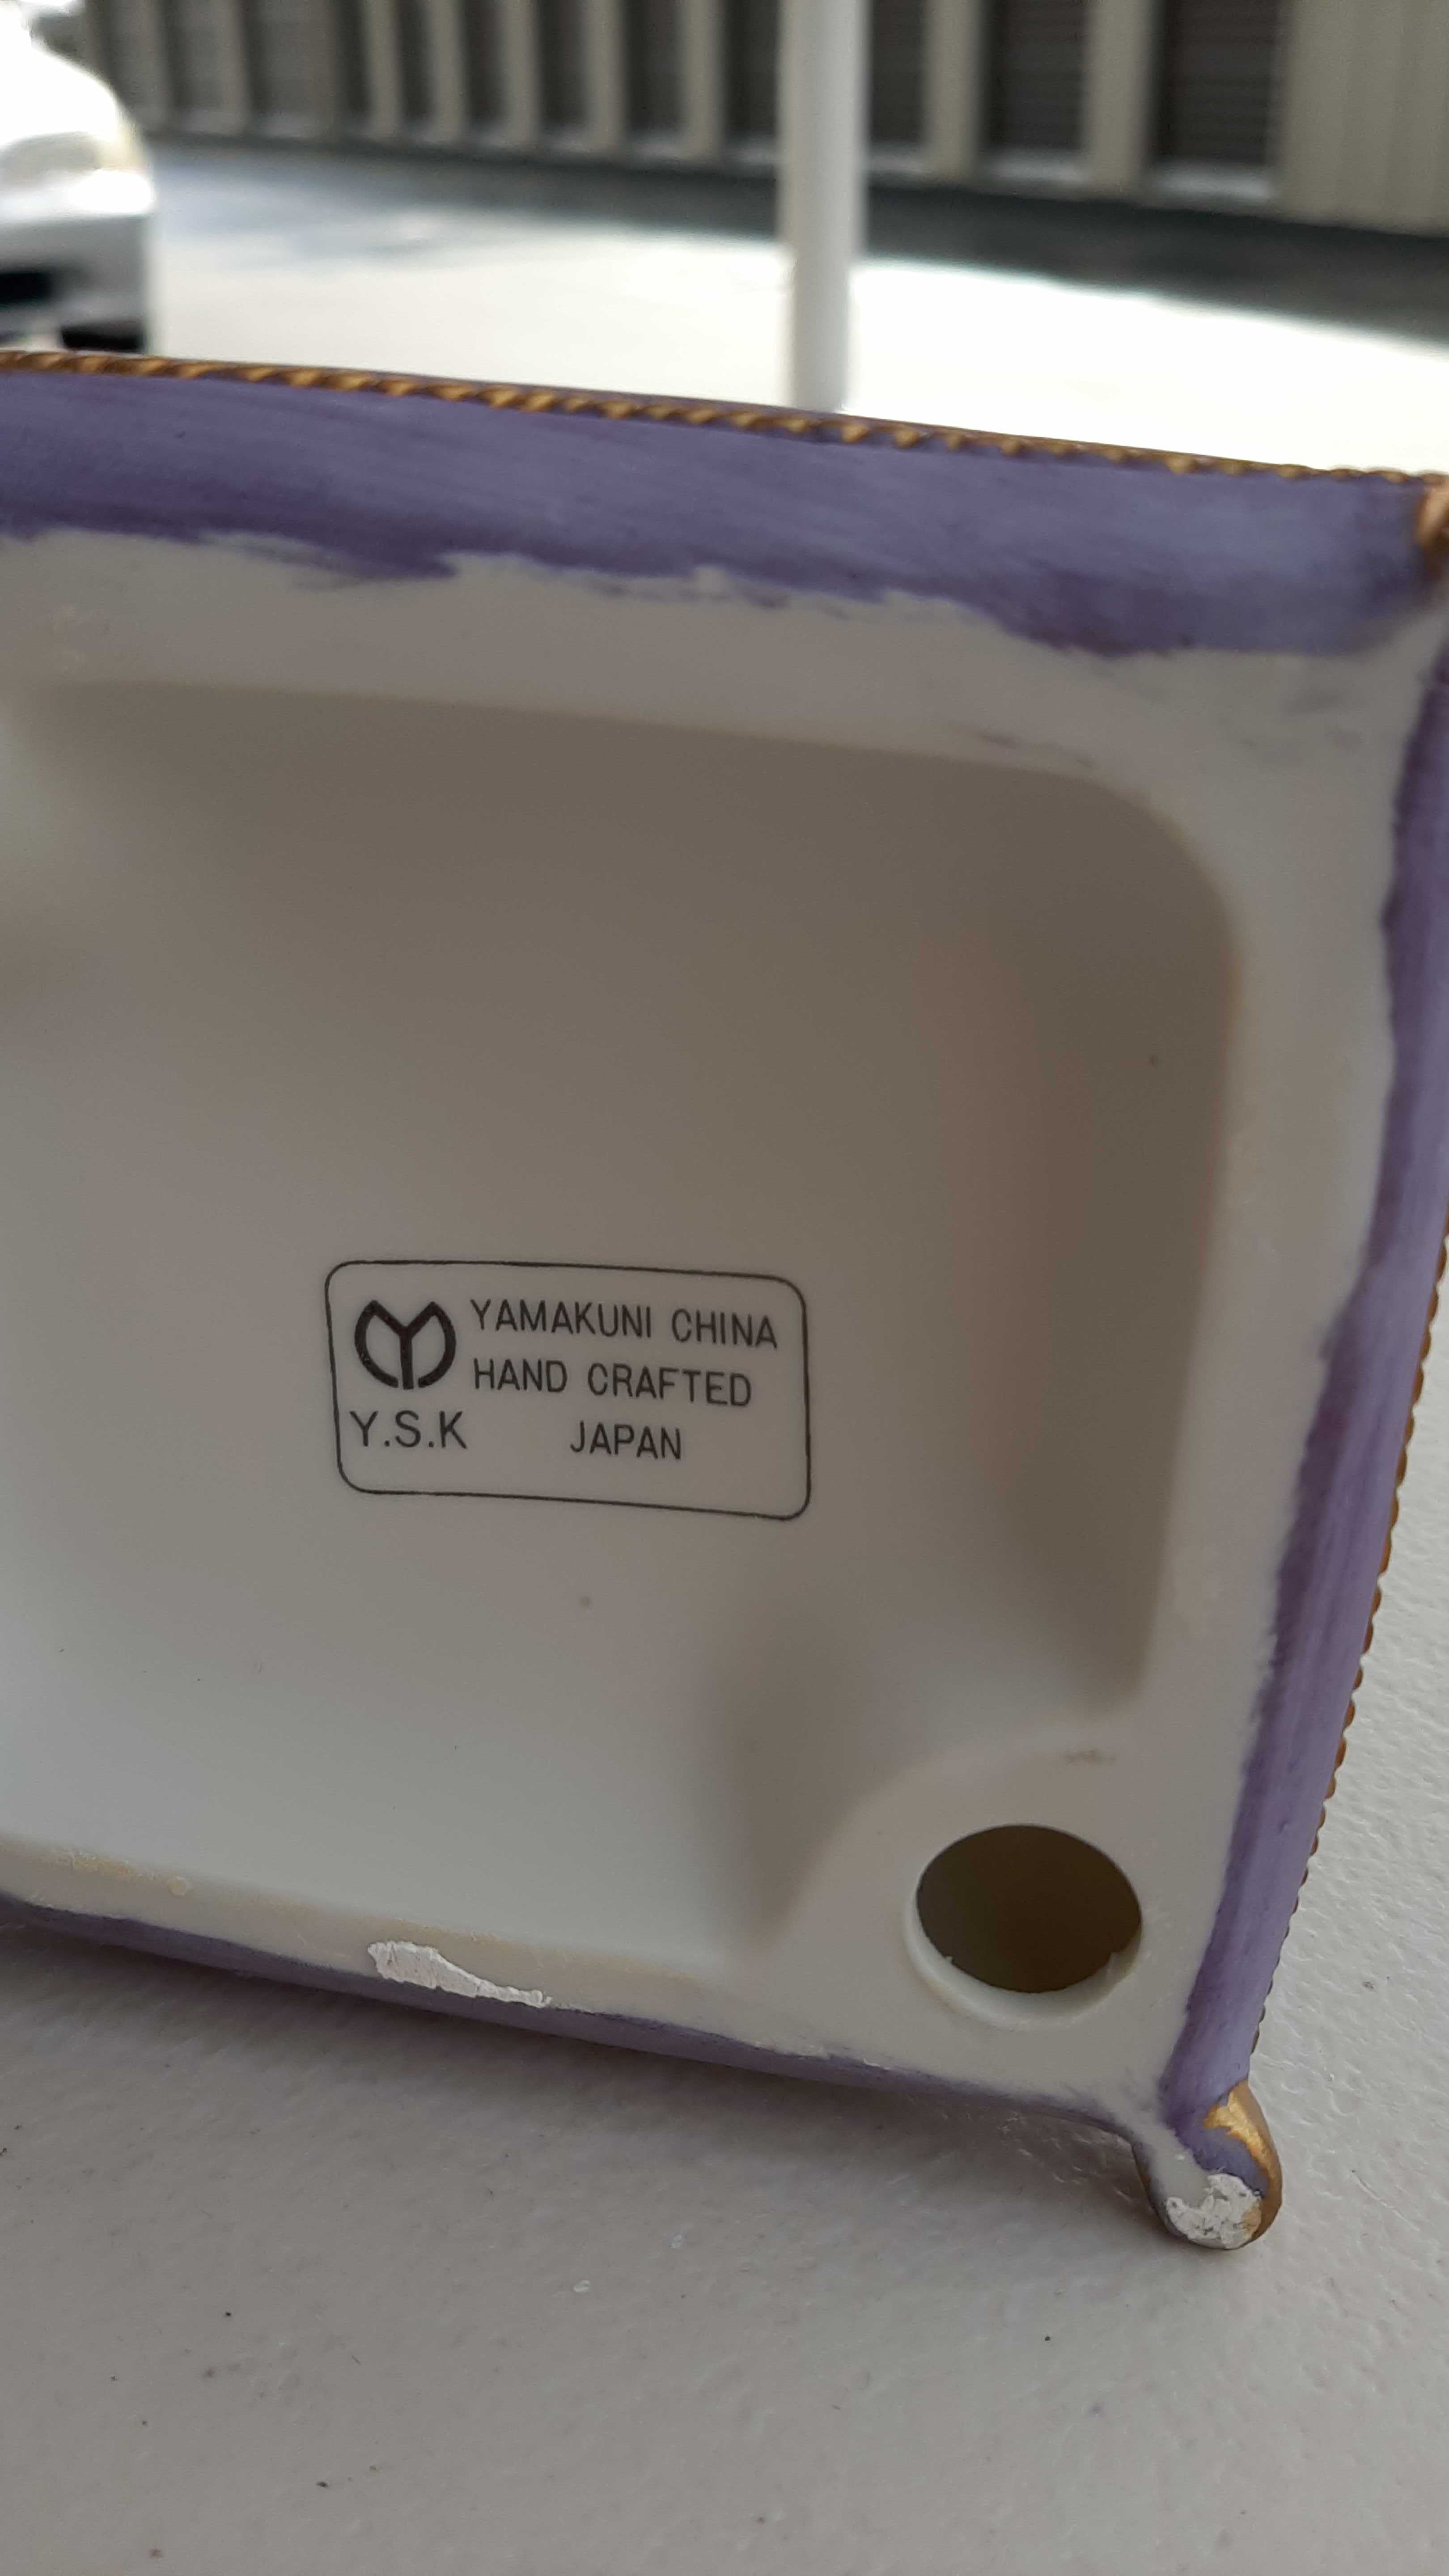 YAMAKUNI CHINA
HAND CRAFTED
Y.S.K JAPAN